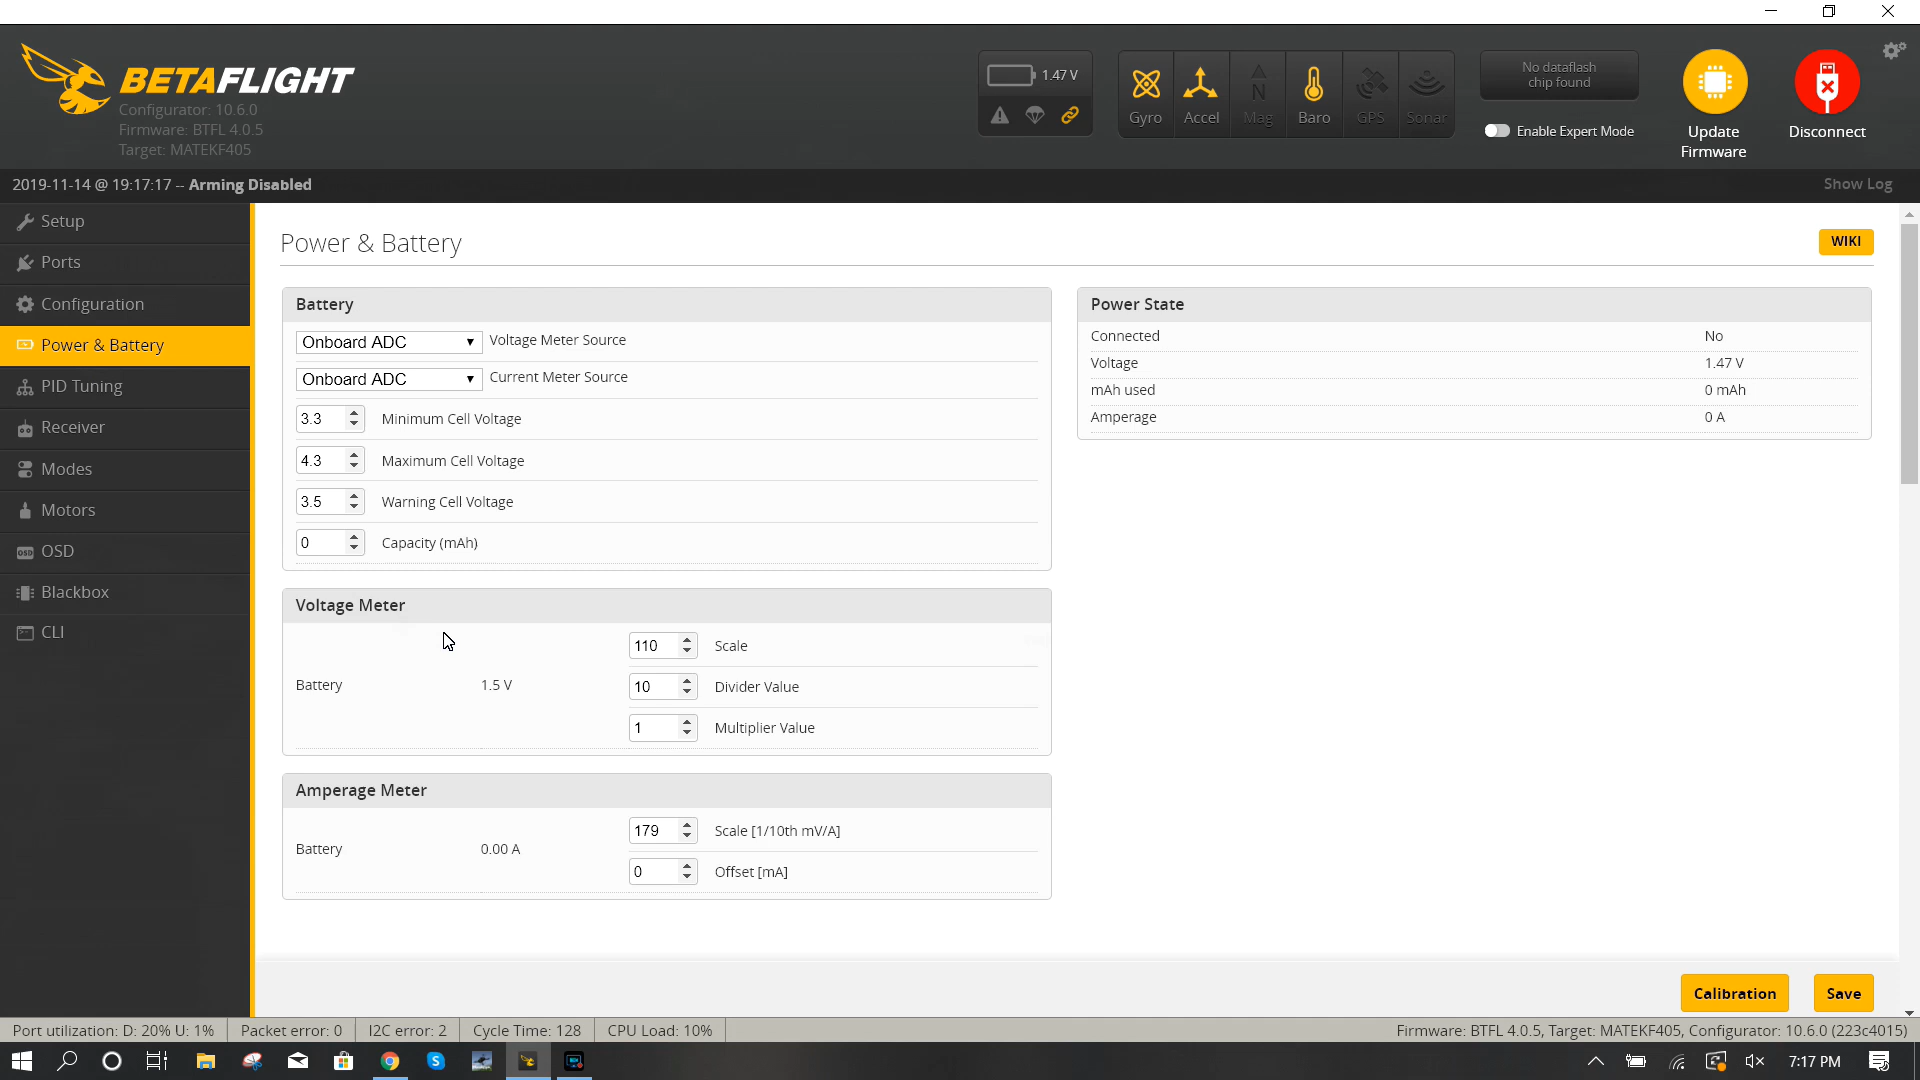 BETAFLIGHT
Configurator: 10.6.0
Firmware: BTFL 4.0.5
Target: MATEKF405
1.47 V
Gyro
Accel
Mag
Baro
GPS
Sonar
No dataflash
chip found
Enable Expert Mode
Update
Firmware
Disconnect
2019-11-14 @ 19:17:17 -- Arming Disabled
Show Log
Setup
Ports
Configuration
Power & Battery
PID Tuning
Receiver
Modes
Motors
OSD
Blackbox
CLI
Power & Battery
WIKI
Battery
Onboard ADC Voltage Meter Source
Onboard ADC Current Meter Source
3.3 Minimum Cell Voltage
4.3 Maximum Cell Voltage
3.5 Warning Cell Voltage
0 Capacity (mAh)
Power State
Connected No
Voltage 1.47 V
mAh used 0 mAh
Amperage 0 A
Voltage Meter
Battery 1.5 V
110 Scale
10 Divider Value
1 Multiplier Value
Amperage Meter
Battery 0.00 A
179 Scale [1/10th mV/A]
0 Offset [mA]
Calibration
Save
Port utilization: D: 20% U: 1% Packet error: 0 I2C error: 2 Cycle Time: 128 CPU Load: 10% Firmware: BTFL 4.0.5, Target: MATEKF405, Configurator: 10.6.0 (223c4015)
7:17 PM